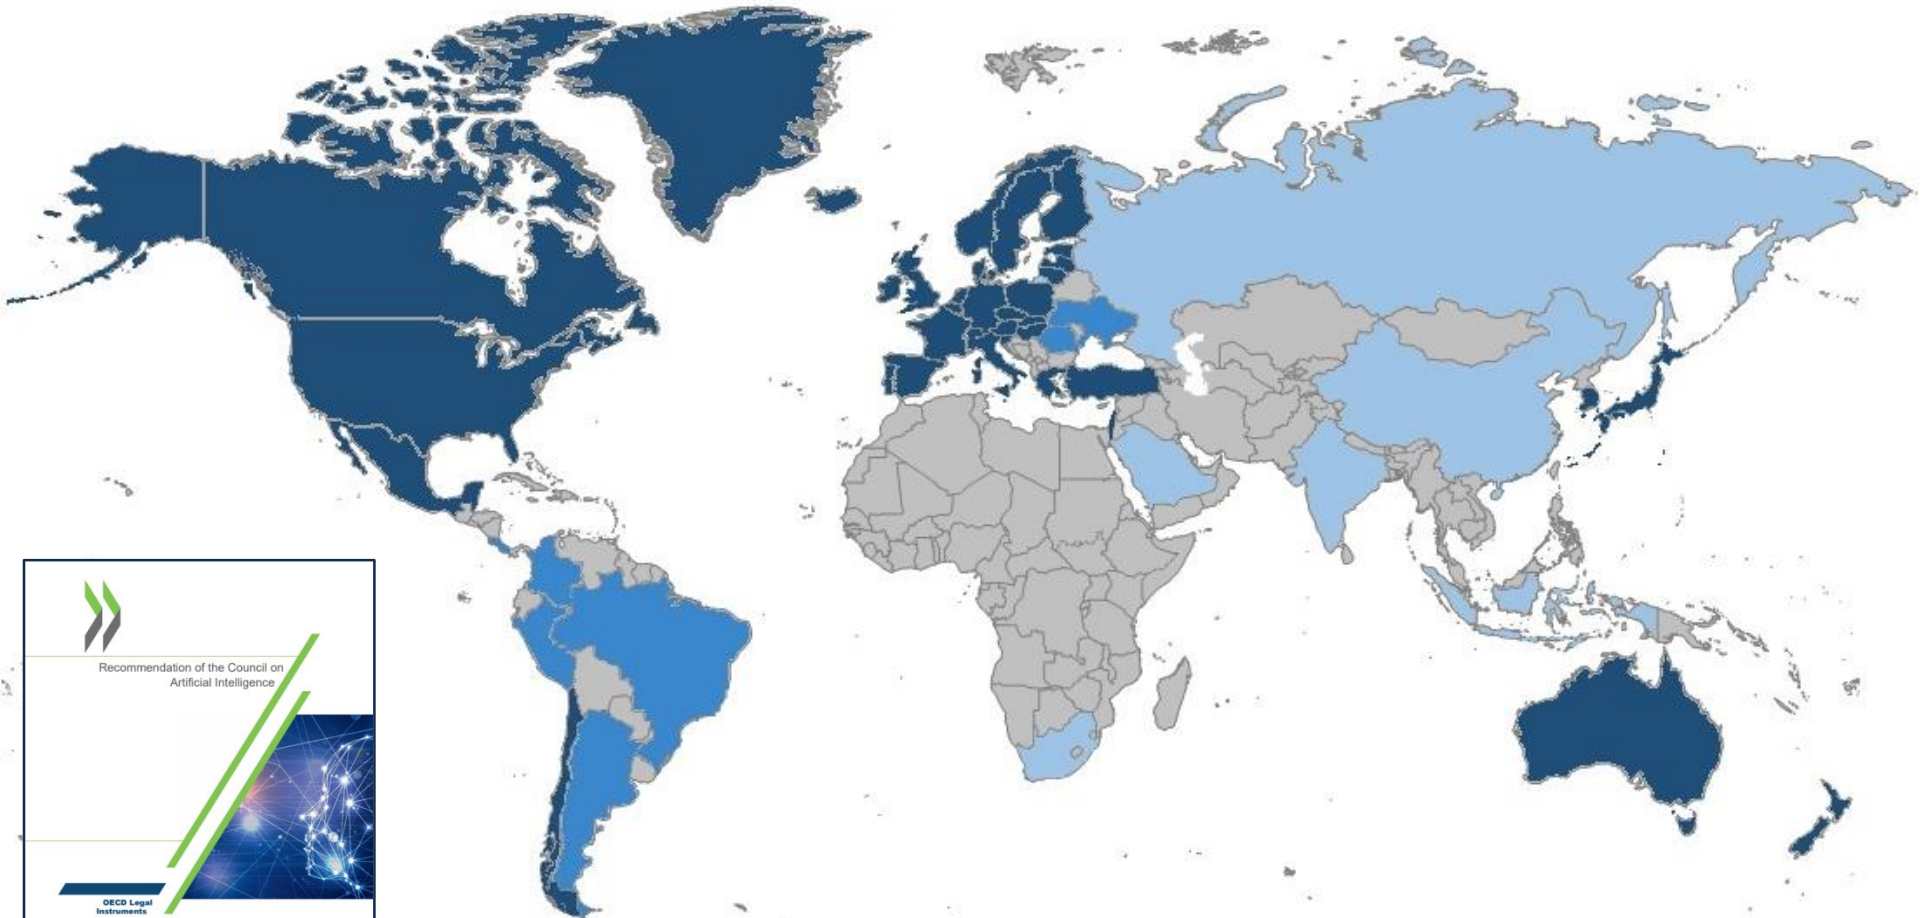 Recommendation of the Council on
Artificial Intelligence
OECD Legal
Instruments